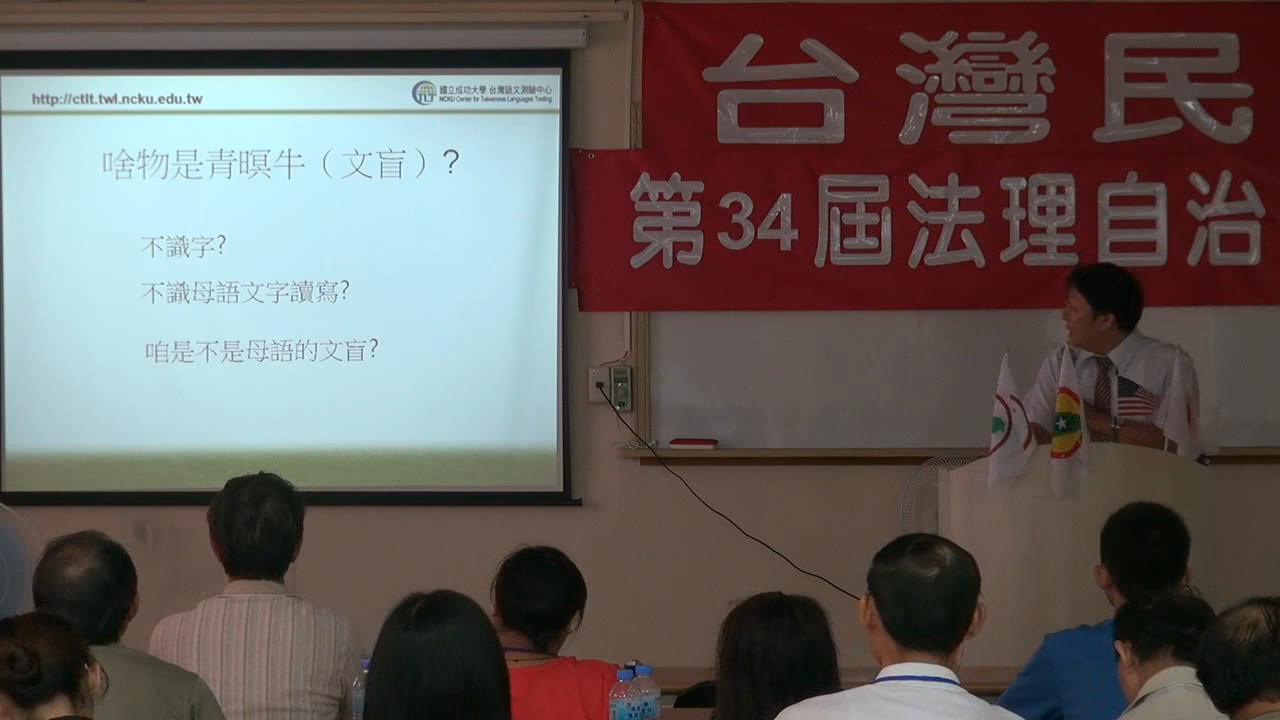 http://ctlt.twl.ncku.edu.tw
國立成功大學 台灣語文測驗中心
NCKU Center for Taiwanese Languages Testing
啥物是青暝牛（文盲）?
不識字?
不識母語文字讀寫?
咱是不是母語的文盲?
台灣民
第34屆法理自治